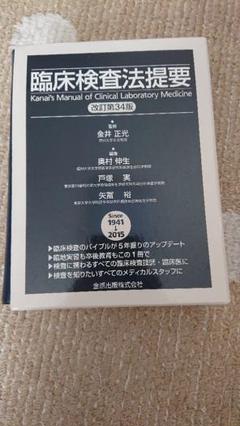 臨床検査法提要
Kanai's Manual of Clinical Laboratory Medicine
改訂第34版
監修
金井 正光
編集
奥村 伸生
戸塚 実
矢冨 裕
Since
1941
2015
▶臨床検査のバイブルが5年振りのアップデート
▶臨地実習も卒後教育もこの1冊で
▶検査に携わるすべての臨床検査技師・臨床医に
▶検査を知りたいすべてのメディカルスタッフに
金原出版株式会社